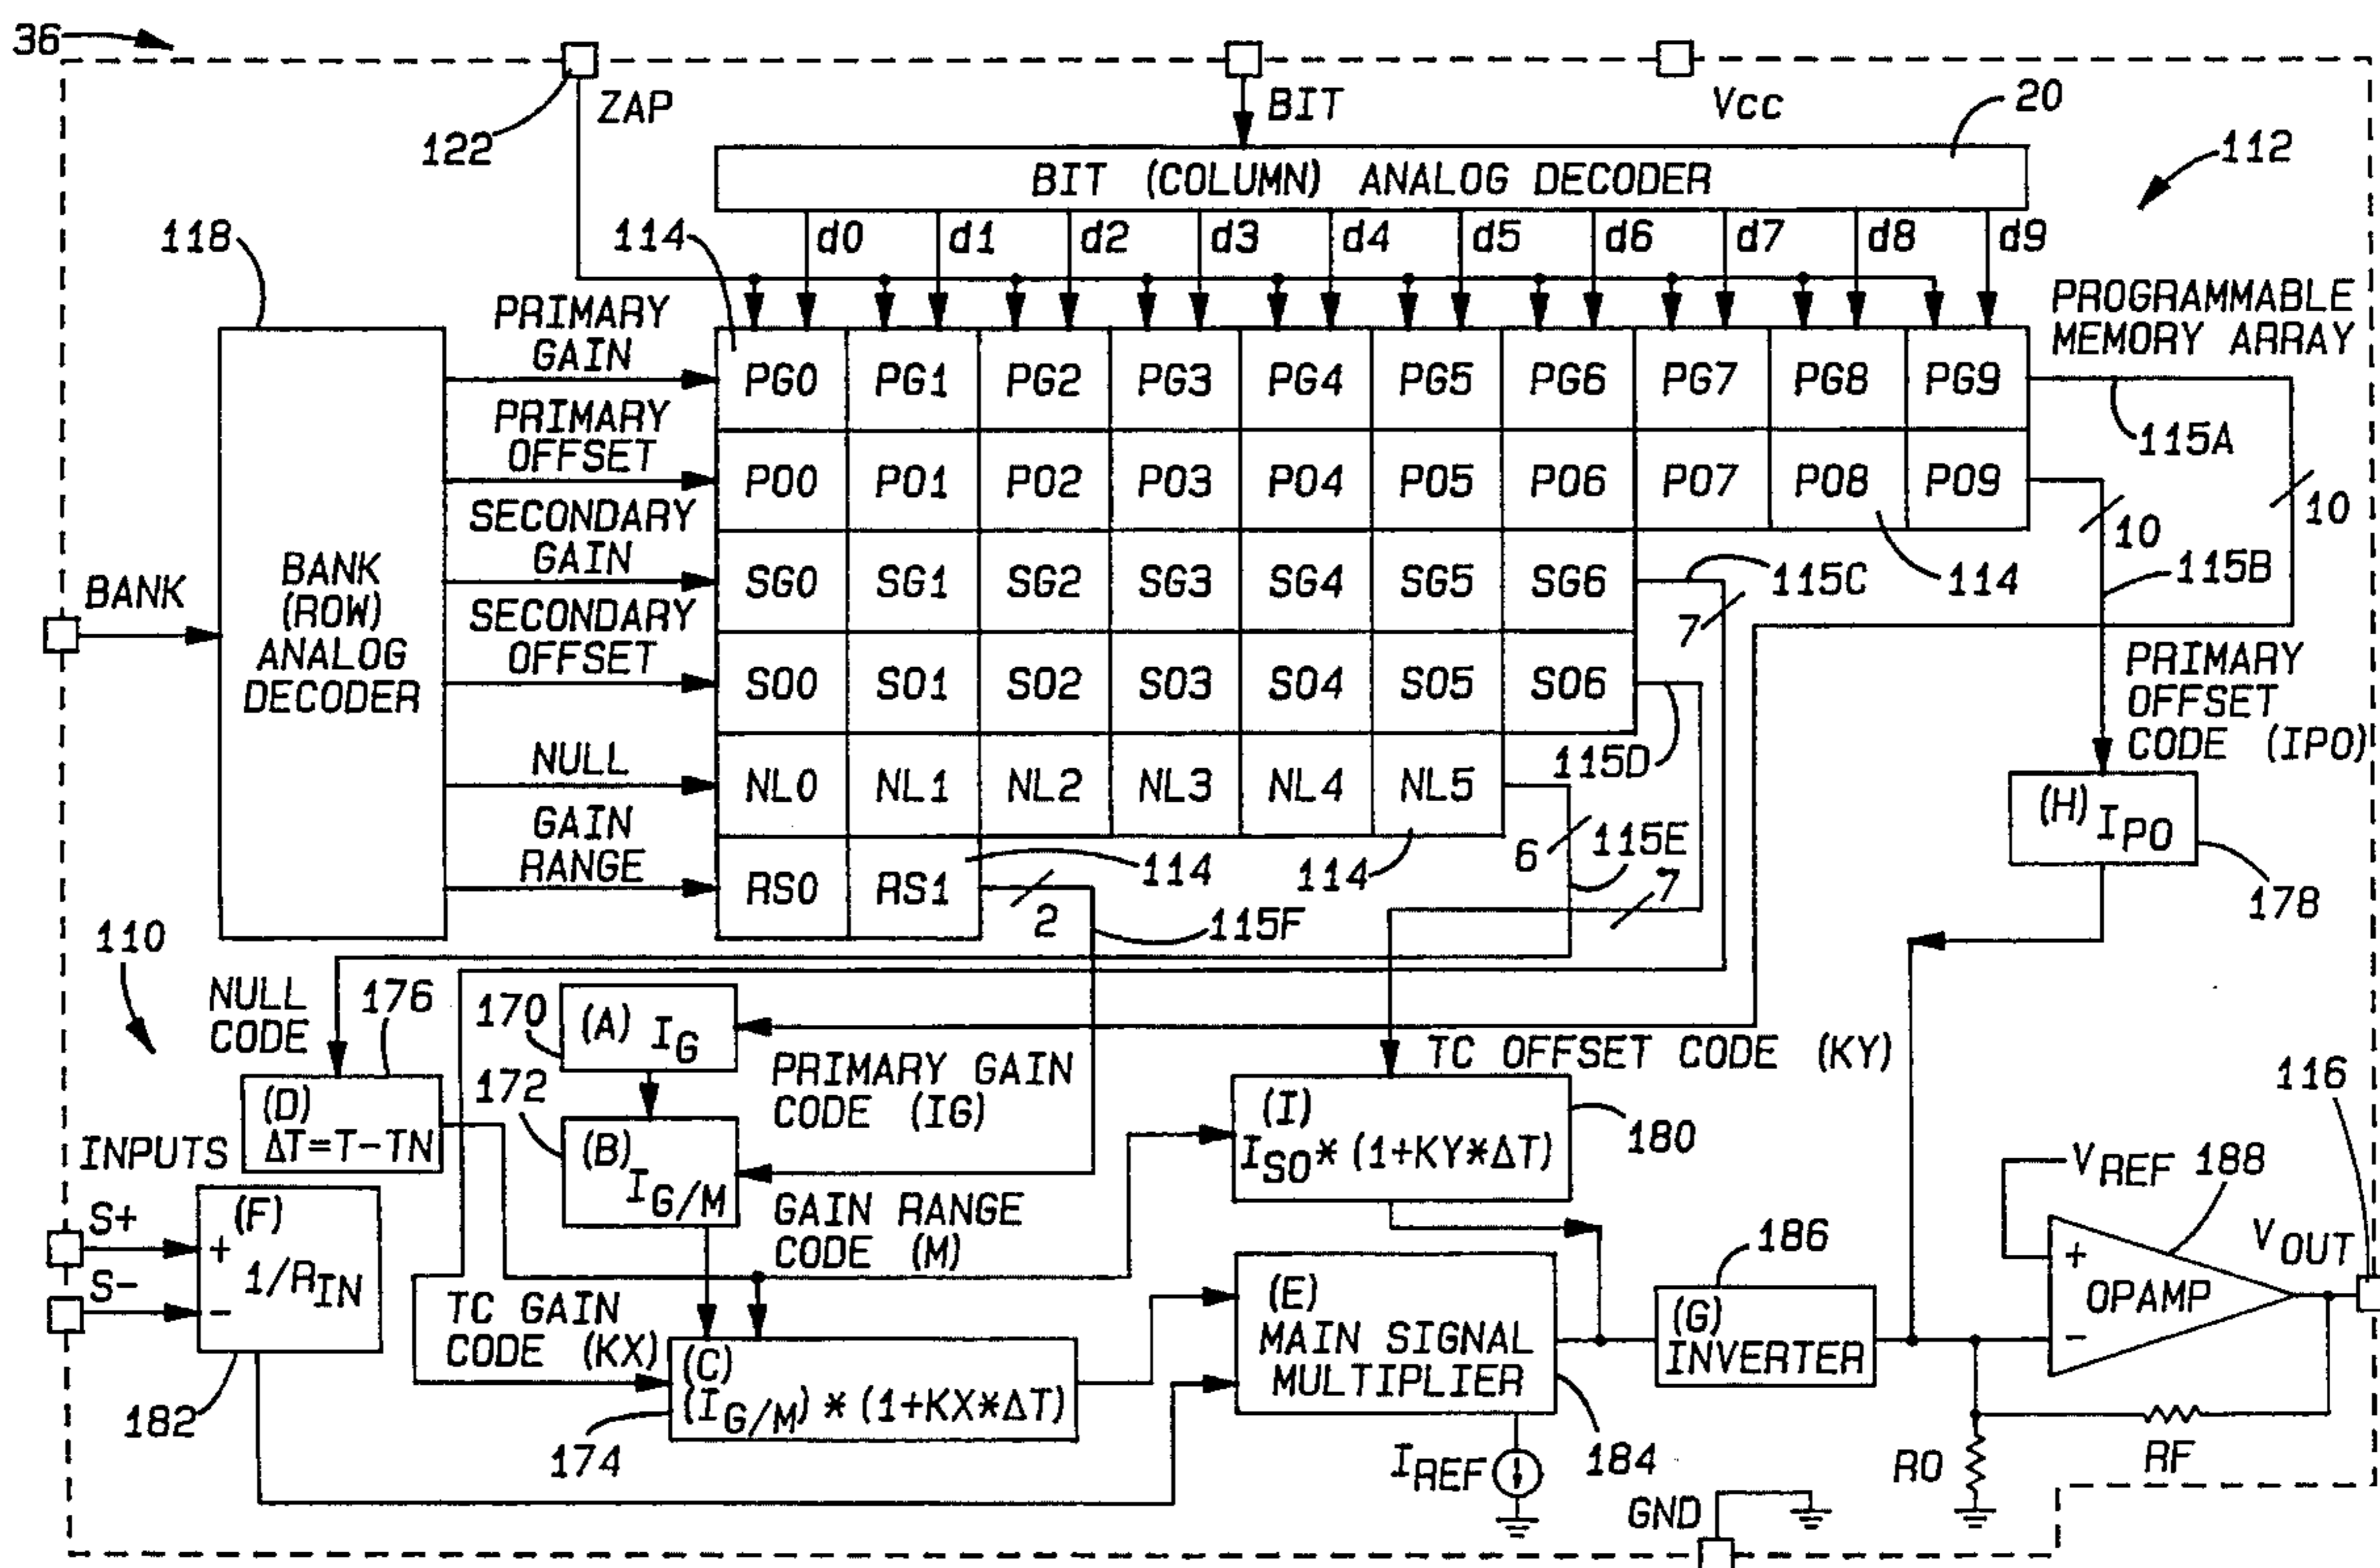 36
ZAP
BIT
Vcc
20
122
112
BIT (COLUMN) ANALOG DECODER
118
114
d0 d1 d2 d3 d4 d5 d6 d7 d8 d9
PROGRAMMABLE
MEMORY ARRAY
PRIMARY
GAIN
PG0 PG1 PG2 PG3 PG4 PG5 PG6 PG7 PG8 PG9
115A
PRIMARY
OFFSET
PO0 PO1 PO2 PO3 PO4 PO5 PO6 PO7 PO8 PO9
10
10
SECONDARY
GAIN
SG0 SG1 SG2 SG3 SG4 SG5 SG6
115C
114
115B
7
BANK
BANK
(ROW)
ANALOG
DECODER
SECONDARY
OFFSET
SO0 SO1 SO2 SO3 SO4 SO5 SO6
115D
PRIMARY
OFFSET
CODE (IPO)
NULL
NL0 NL1 NL2 NL3 NL4 NL5
(H) IPO
178
GAIN
RANGE
RS0 RS1
114
114
6
115E
7
2
115F
110
NULL
CODE
176
170
(A) IG
PRIMARY GAIN
CODE (IG)
TC OFFSET CODE (KY)
116
172
(D)
ΔT=T-TN
(B)
IG/M
(I)
ISO*(1+KY*ΔT)
180
INPUTS
GAIN RANGE
CODE (M)
VREF
188
S+
S-
(F)
+
1/RIN
-
186
VOUT
+
OPAMP
-
TC GAIN
CODE (KX)
(E)
MAIN SIGNAL
MULTIPLIER
(G)
INVERTER
(C)
(IG/M)*(1+KX*ΔT)
182
174
IREF
184
RO
RF
GND